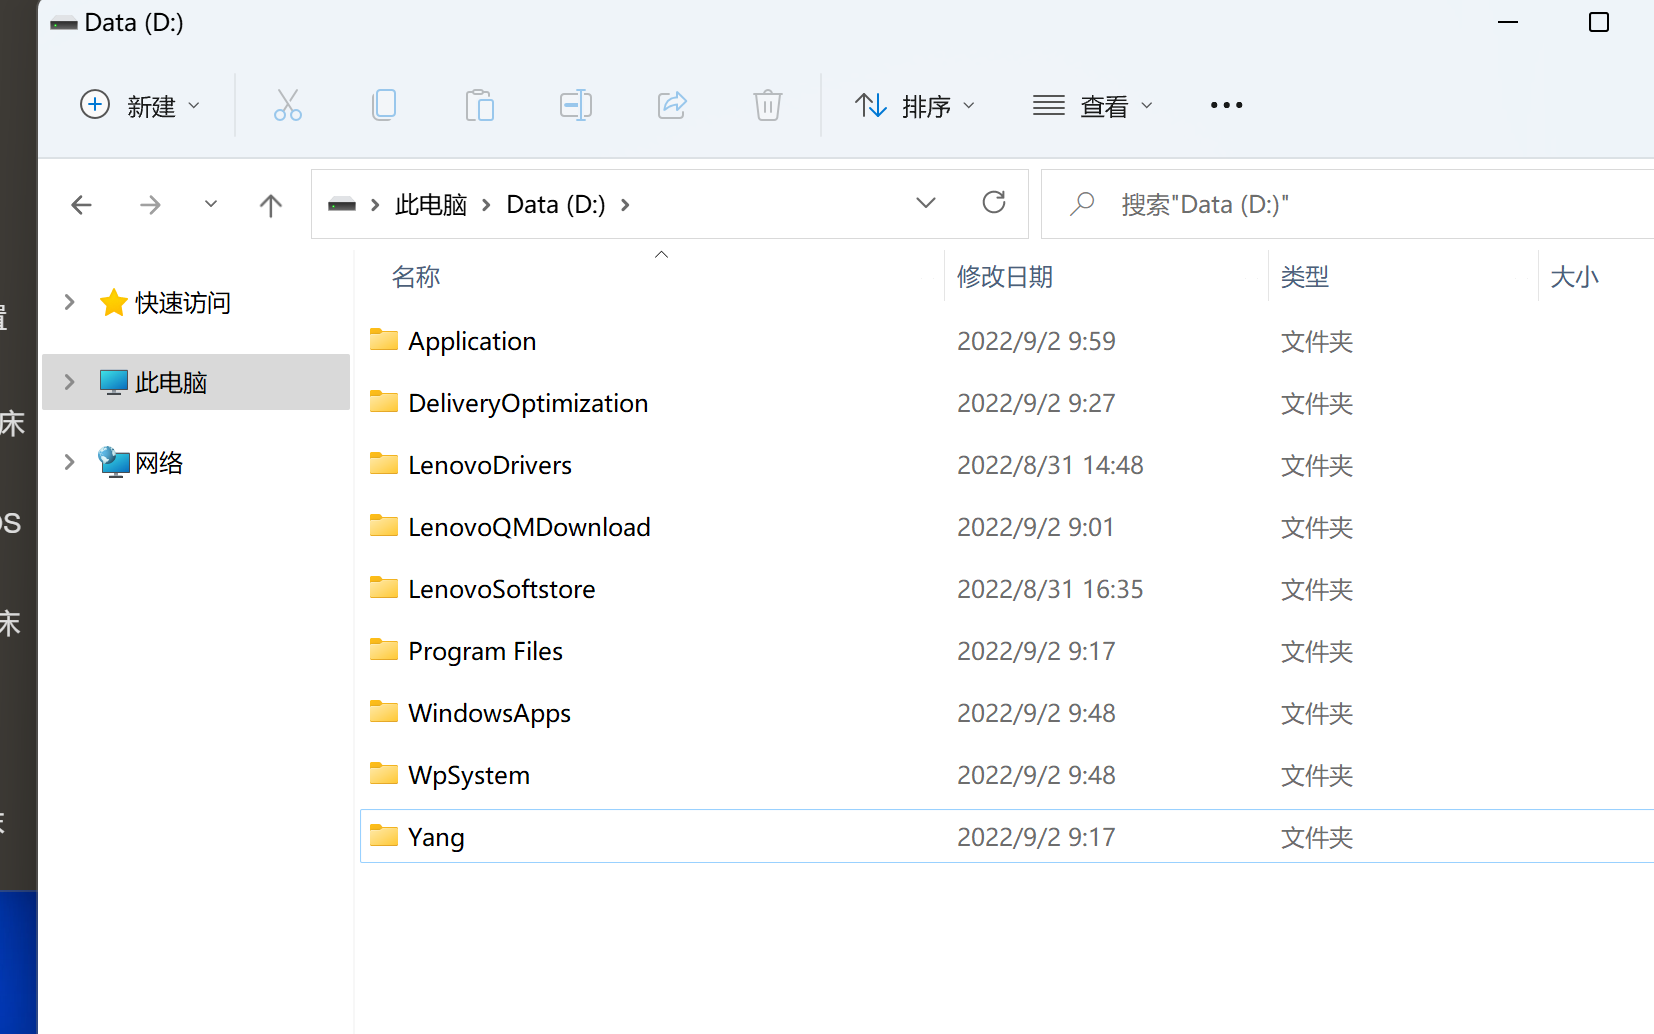 Data (D:)
新建
排序
查看
此电脑
Data (D:)
搜索"Data (D:)"
名称
修改日期
类型
大小
快速访问
此电脑
网络
Application 2022/9/2 9:59 文件夹
DeliveryOptimization 2022/9/2 9:27 文件夹
LenovoDrivers 2022/8/31 14:48 文件夹
LenovoQMDownload 2022/9/2 9:01 文件夹
LenovoSoftstore 2022/8/31 16:35 文件夹
Program Files 2022/9/2 9:17 文件夹
WindowsApps 2022/9/2 9:48 文件夹
WpSystem 2022/9/2 9:48 文件夹
Yang 2022/9/2 9:17 文件夹